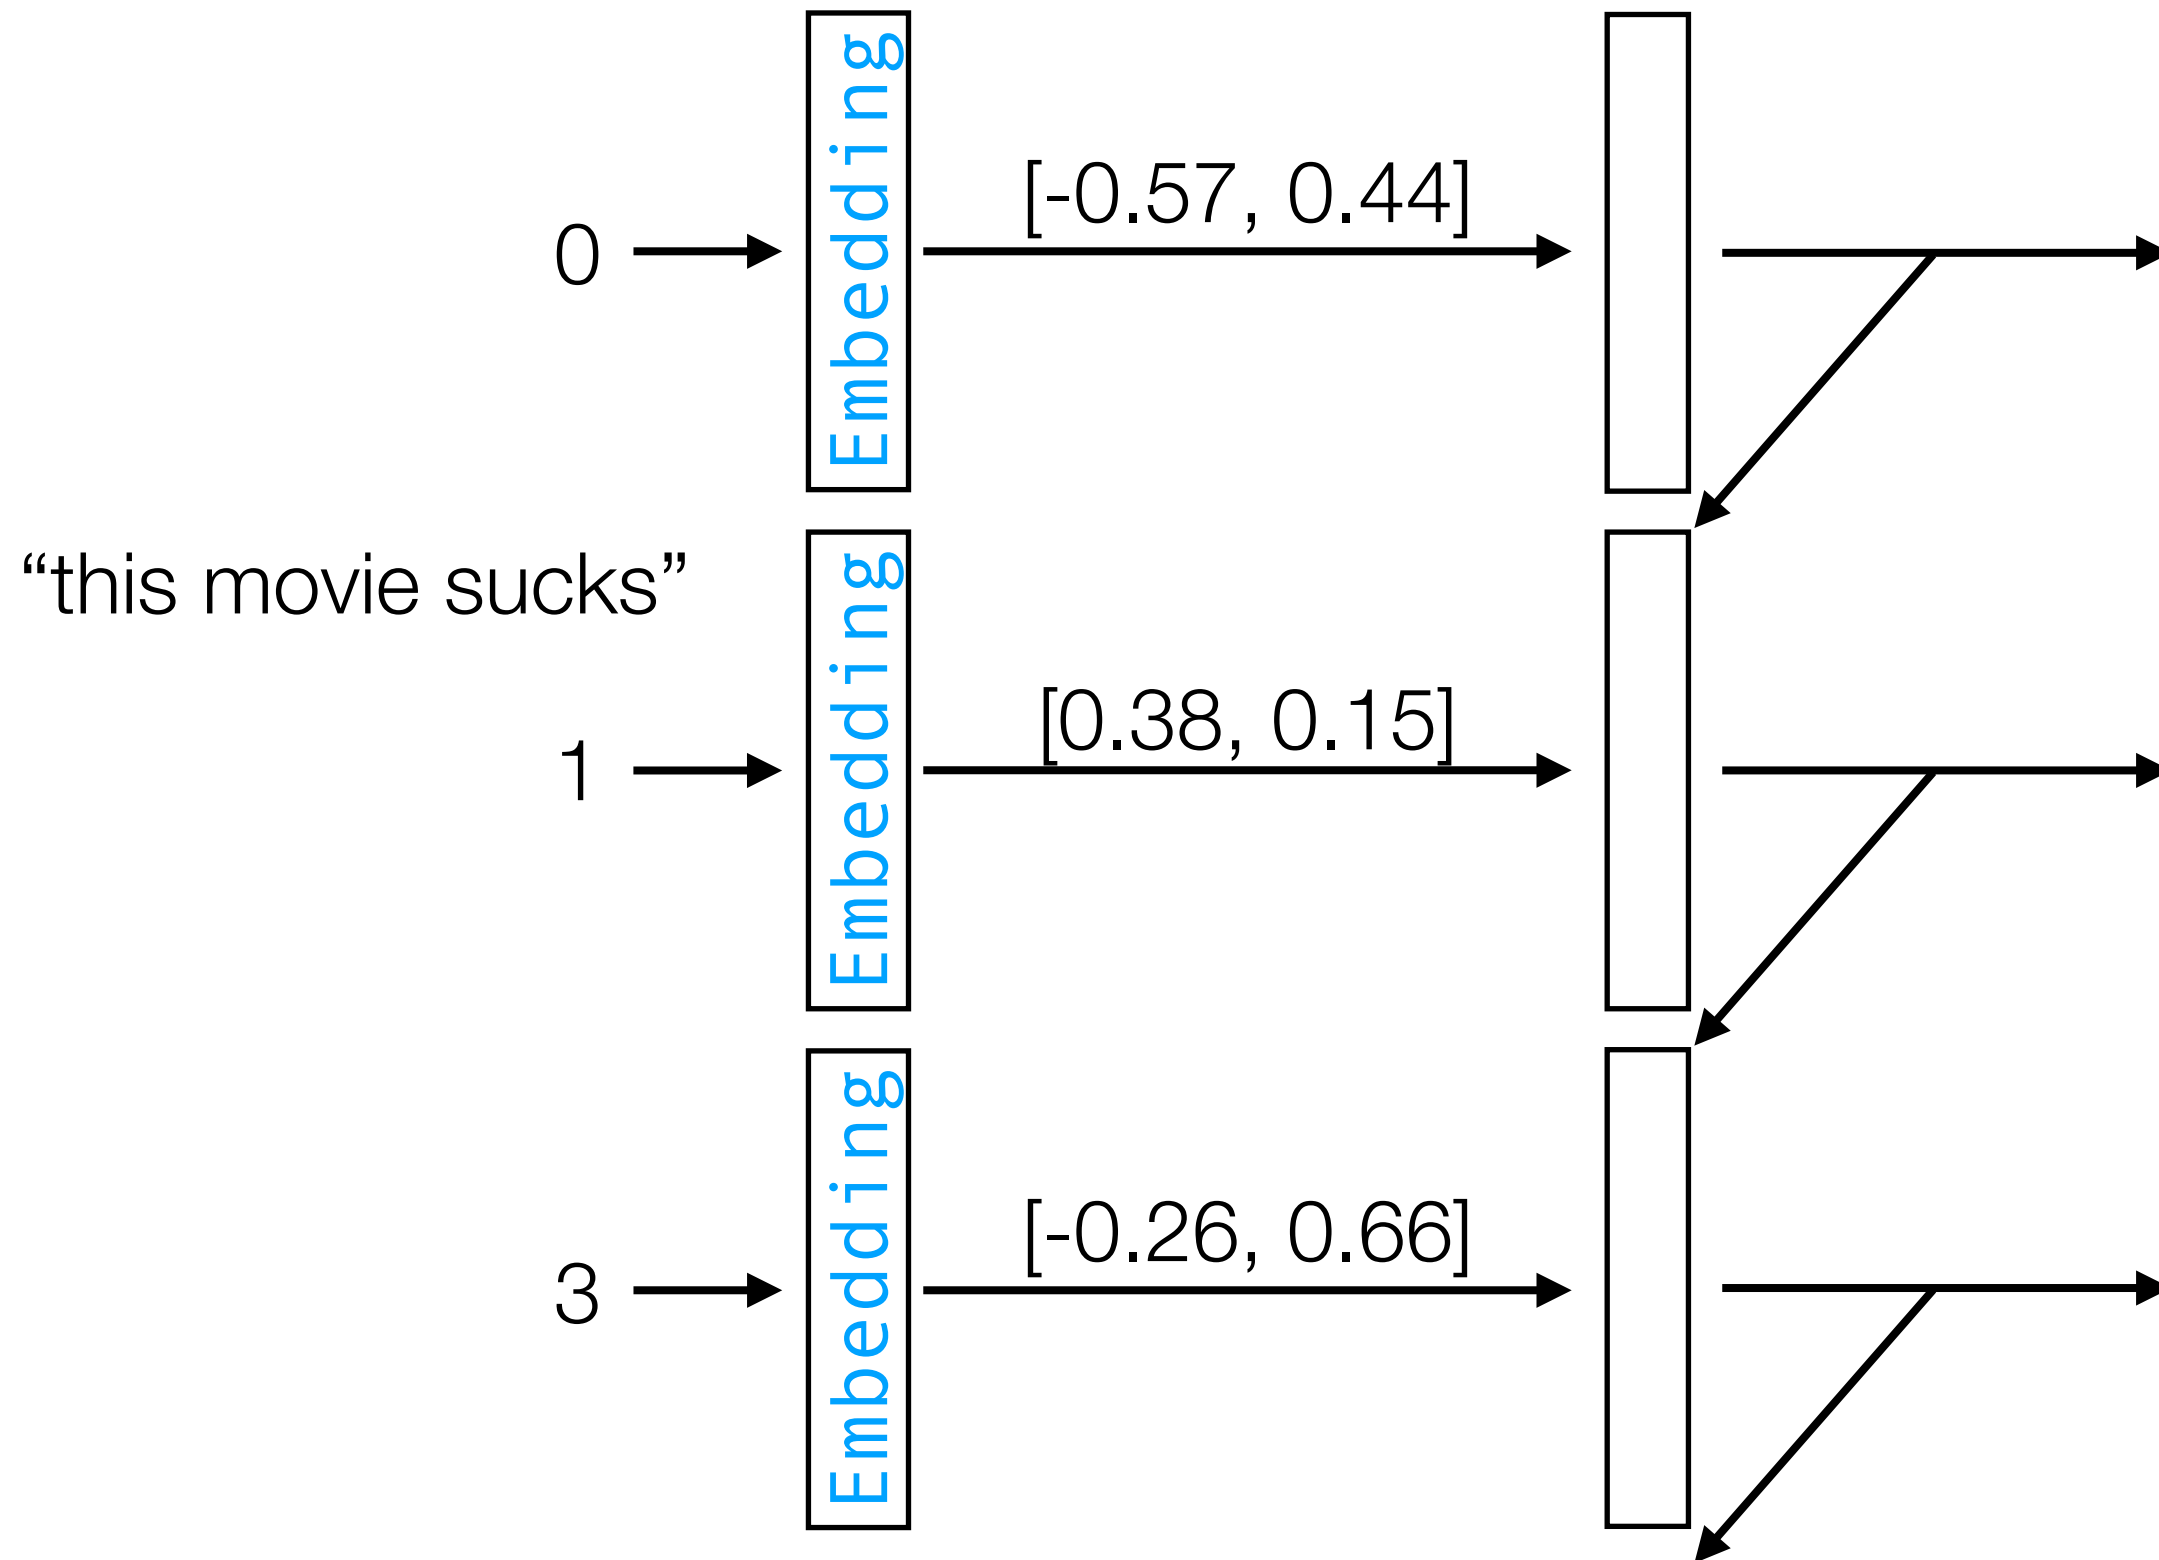 Embedding
[-0.57, 0.44]
0
“this movie sucks”
Embedding
[0.38, 0.15]
1
Embedding
[-0.26, 0.66]
3